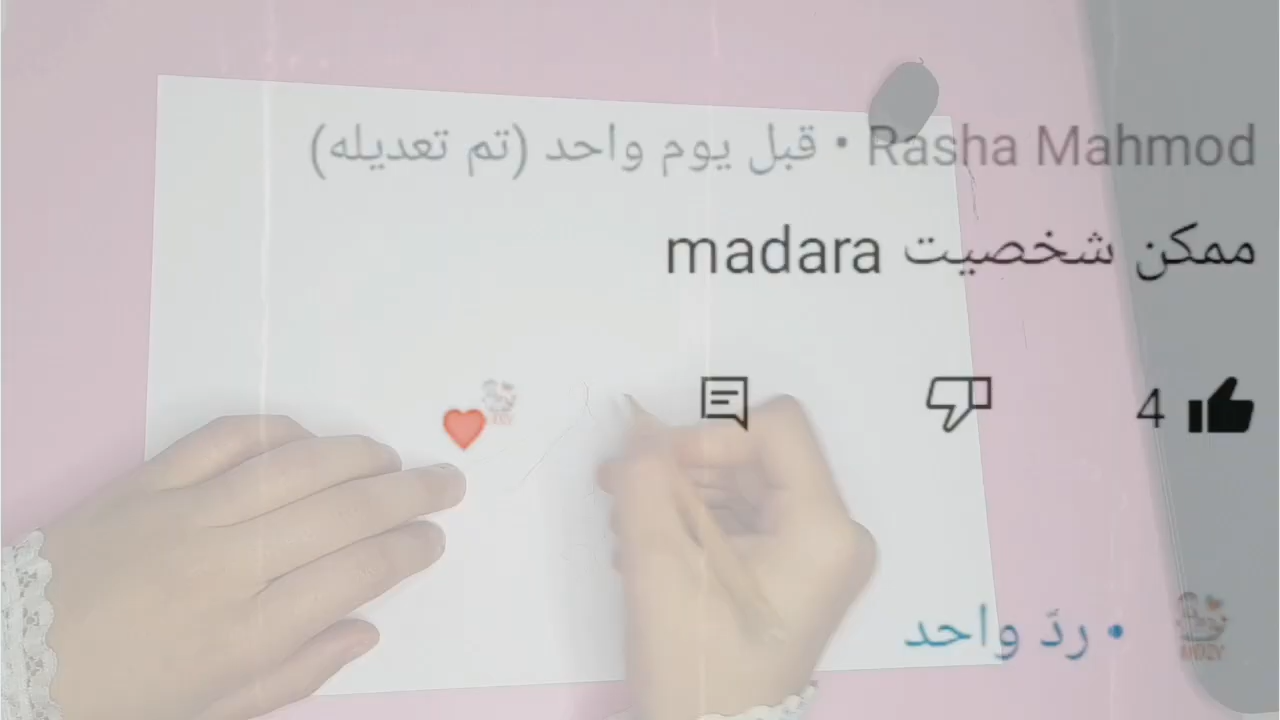 Rasha Mahmod • قبل يوم واحد (تم تعديله)
ممكن شخصيت madara
4
• ردّ واحد